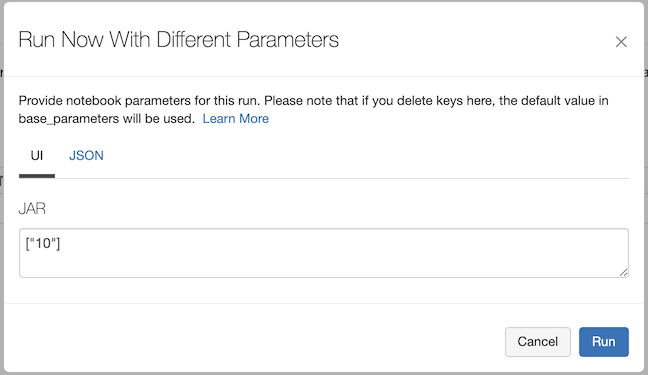 Run Now With Different Parameters
Provide notebook parameters for this run. Please note that if you delete keys here, the default value in
base_parameters will be used. Learn More
UI JSON
JAR
["10"]
Cancel Run